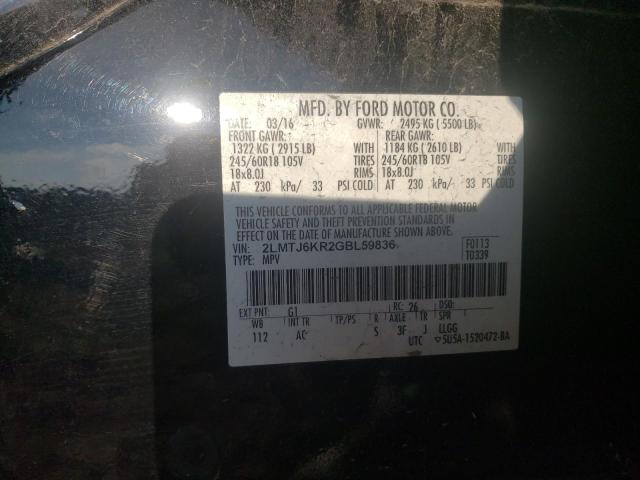 MFD. BY FORD MOTOR CO.
DATE: 03/16 GVWR: 2495 KG ( 5500 LB)
FRONT GAWR: REAR GAWR:
1322 KG ( 2915 LB) WITH 1184 KG ( 2610 LB) WITH
245/60R18 105V TIRES 245/60R18 105V TIRES
18x8.0J RIMS 18x8.0J RIMS
AT 230 kPa/ 33 PSI COLD AT 230 kPa/ 33 PSI COLD
THIS VEHICLE CONFORMS TO ALL APPLICABLE FEDERAL MOTOR
VEHICLE SAFETY AND THEFT PREVENTION STANDARDS IN
EFFECT ON THE DATE OF MANUFACTURE SHOWN ABOVE.
VIN: 2LMTJ6KR2GBL59836 F0113
TYPE: MPV T0339
EXT PNT: G1 RC: 26 DSO:
WB INT TR TP/PS R AXLE TR SPR
112 AC S 3F J LLGG
UTC 5U5A-1520472-BA